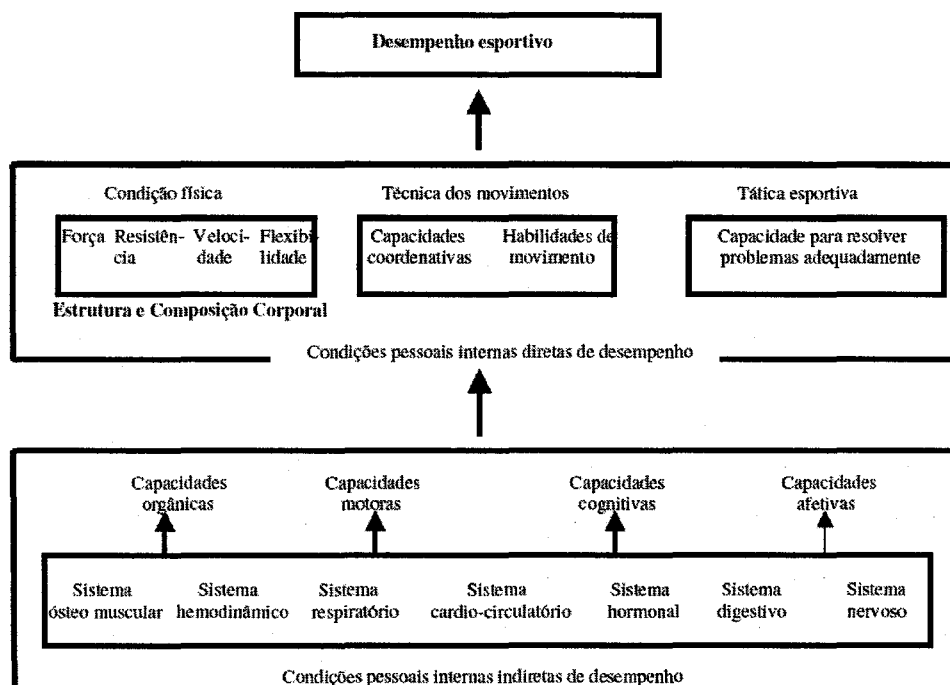 Desempenho esportivo
Condição física Técnica dos movimentos Tática esportiva
Força Resistên- Veloci- Flexibi- Capacidades Habilidades de Capacidade para resolver
cia dade lidade coordenativas movimento problemas adequadamente
Estrutura e Composição Corporal
Condições pessoais internas diretas de desempenho
Capacidades Capacidades Capacidades Capacidades
orgânicas motoras cognitivas afetivas
Sistema Sistema Sistema Sistema Sistema Sistema Sistema
ósteo muscular hemodinâmico respiratório cardio-circulatório hormonal digestivo nervoso
Condições pessoais internas indiretas de desempenho